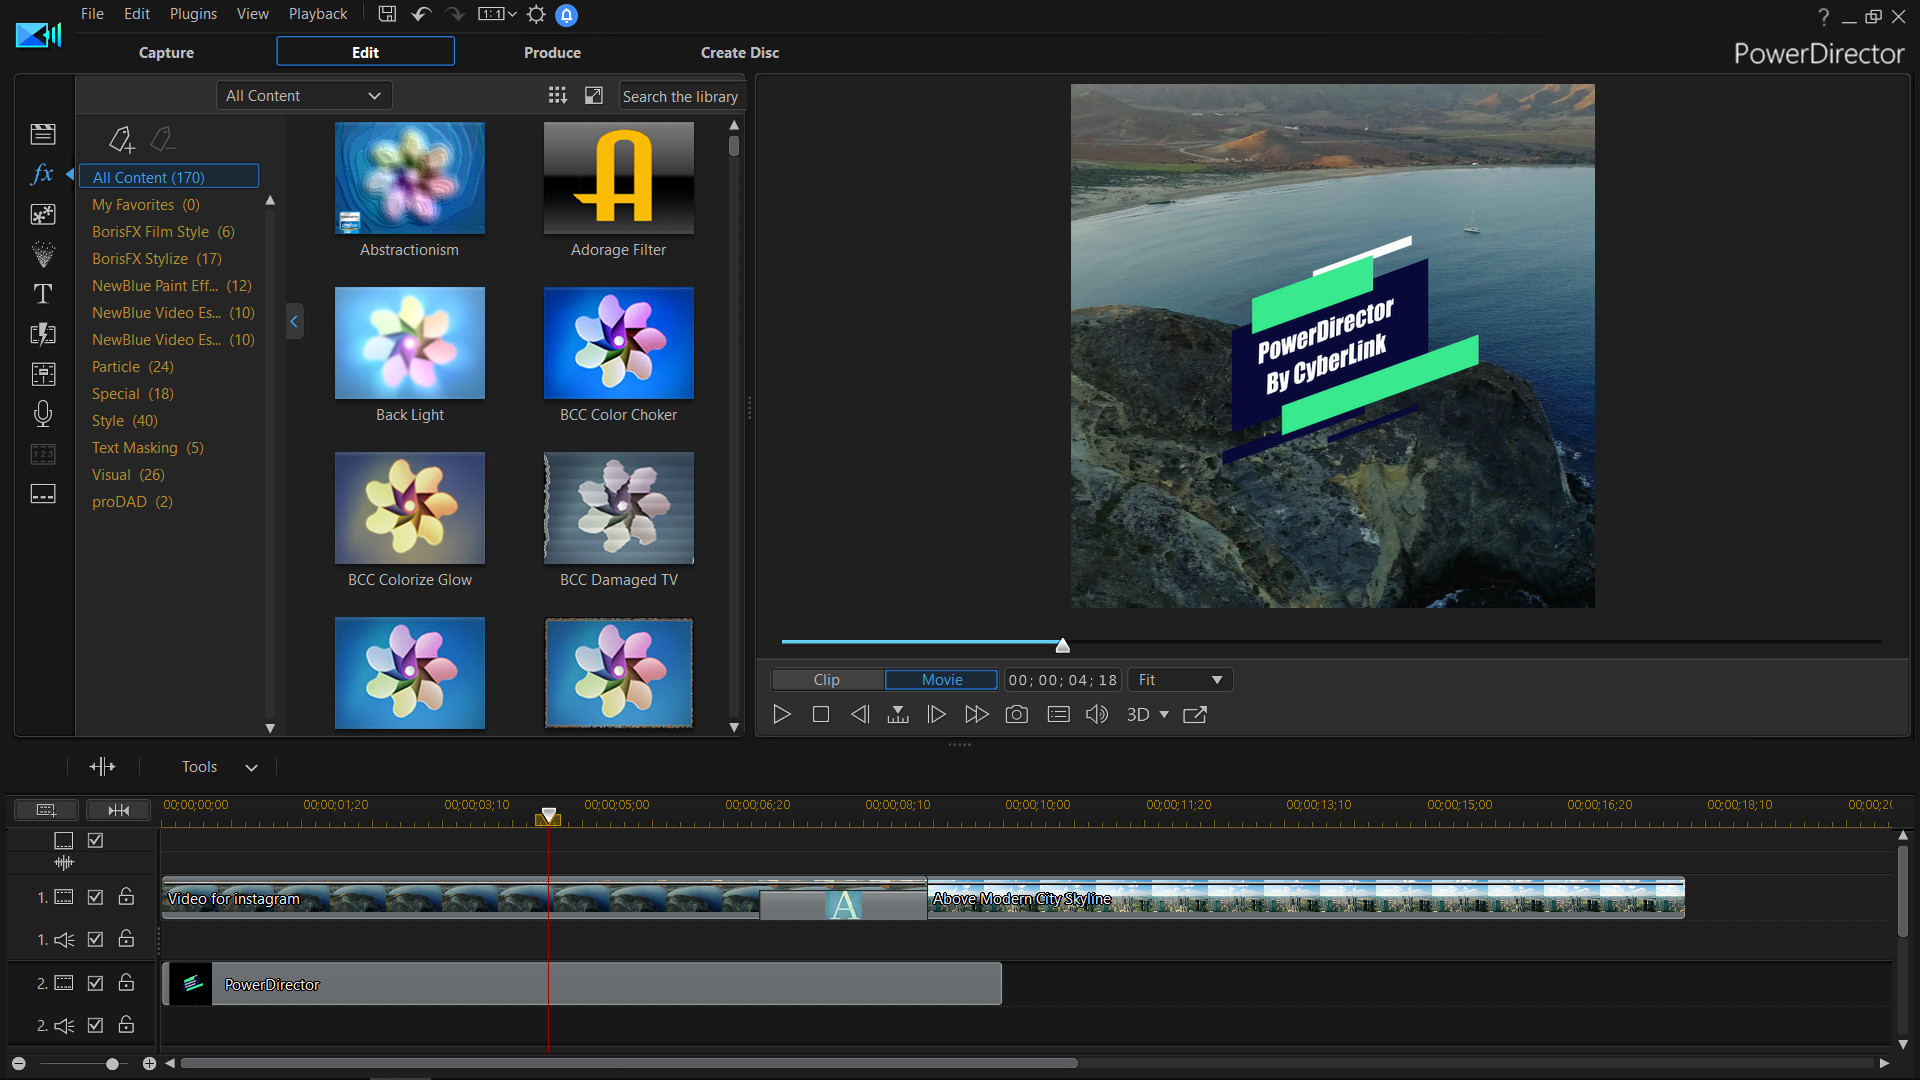 File Edit Plugins View Playback 1:1 ?
PowerDirector
Capture Edit Produce Create Disc
All Content Search the library
fx
T
All Content (170)
My Favorites (0)
BorisFX Film Style (6)
BorisFX Stylize (17)
NewBlue Paint Eff... (12)
NewBlue Video Es... (10)
NewBlue Video Es... (10)
Particle (24)
Special (18)
Style (40)
Text Masking (5)
Visual (26)
proDAD (2)
Abstractionism Adorage Filter
Back Light BCC Color Choker
BCC Colorize Glow BCC Damaged TV
PowerDirector
By CyberLink
Clip Movie 00; 00; 04; 18 Fit
3D
Tools
00;00;00;00 00;00;01;20 00;00;03;10 00;00;05;00 00;00;06;20 00;00;08;10 00;00;10;00 00;00;11;20 00;00;13;10 00;00;15;00 00;00;16;20 00;00;18;10 00;00;20
1. Video for instagram A Above Modern City Skyline
1.
2. PowerDirector
2.